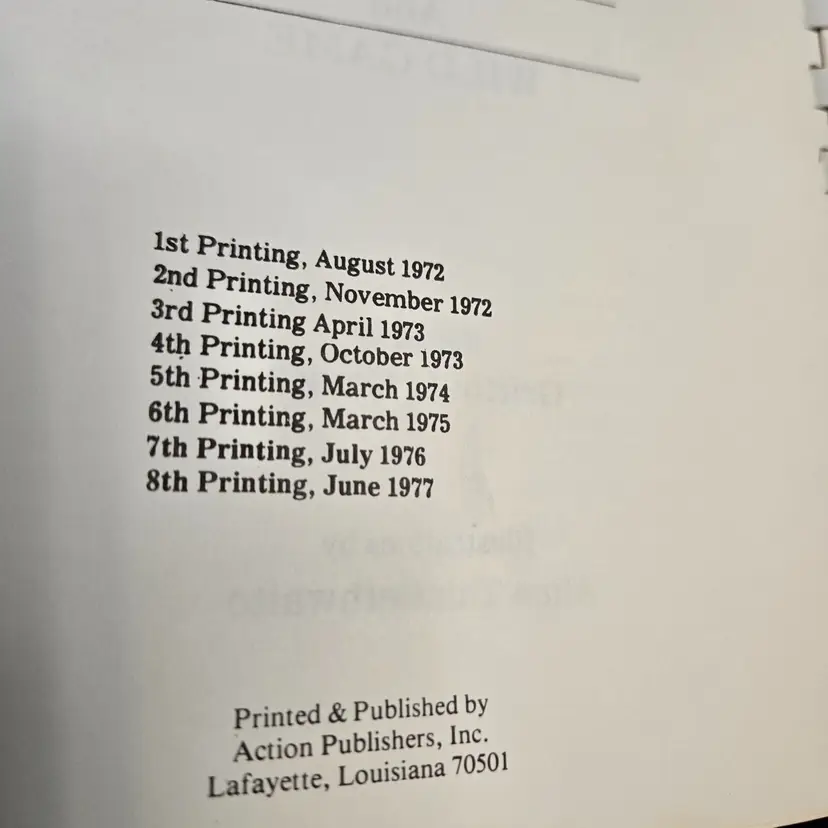 1st Printing, August 1972
2nd Printing, November 1972
3rd Printing April 1973
4th Printing, October 1973
5th Printing, March 1974
6th Printing, March 1975
7th Printing, July 1976
8th Printing, June 1977
Printed & Published by
Action Publishers, Inc.
Lafayette, Louisiana 70501